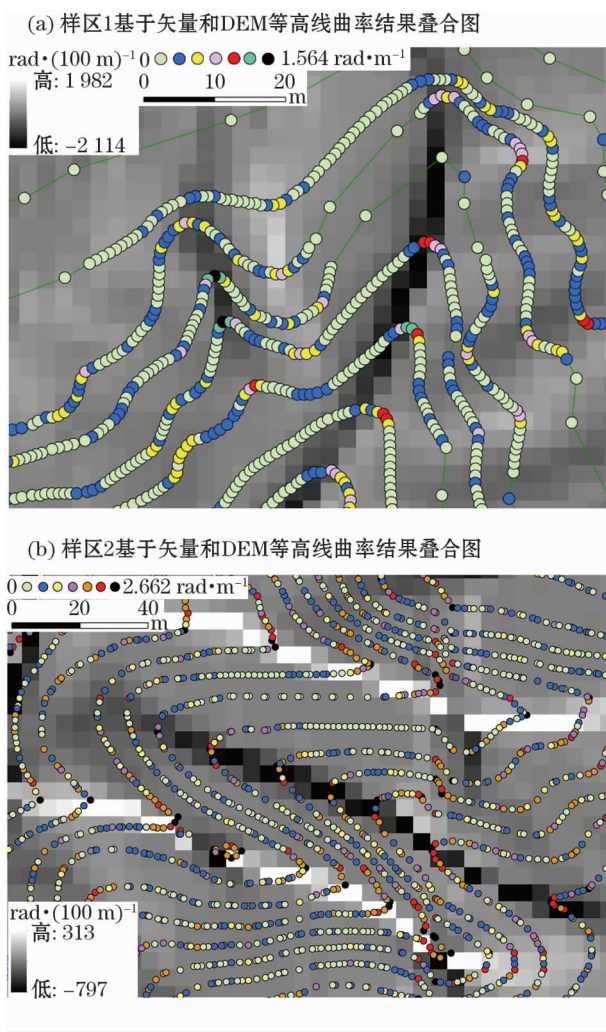 (a) 样区1基于矢量和DEM等高线曲率结果叠合图
rad•(100 m)⁻¹ 0 1.564 rad•m⁻¹
高: 1 982
0 10 20
m
低: −2 114
(b) 样区2基于矢量和DEM等高线曲率结果叠合图
0 2.662 rad•m⁻¹
0 20 40
m
rad•(100 m)⁻¹
高: 313
低: −797